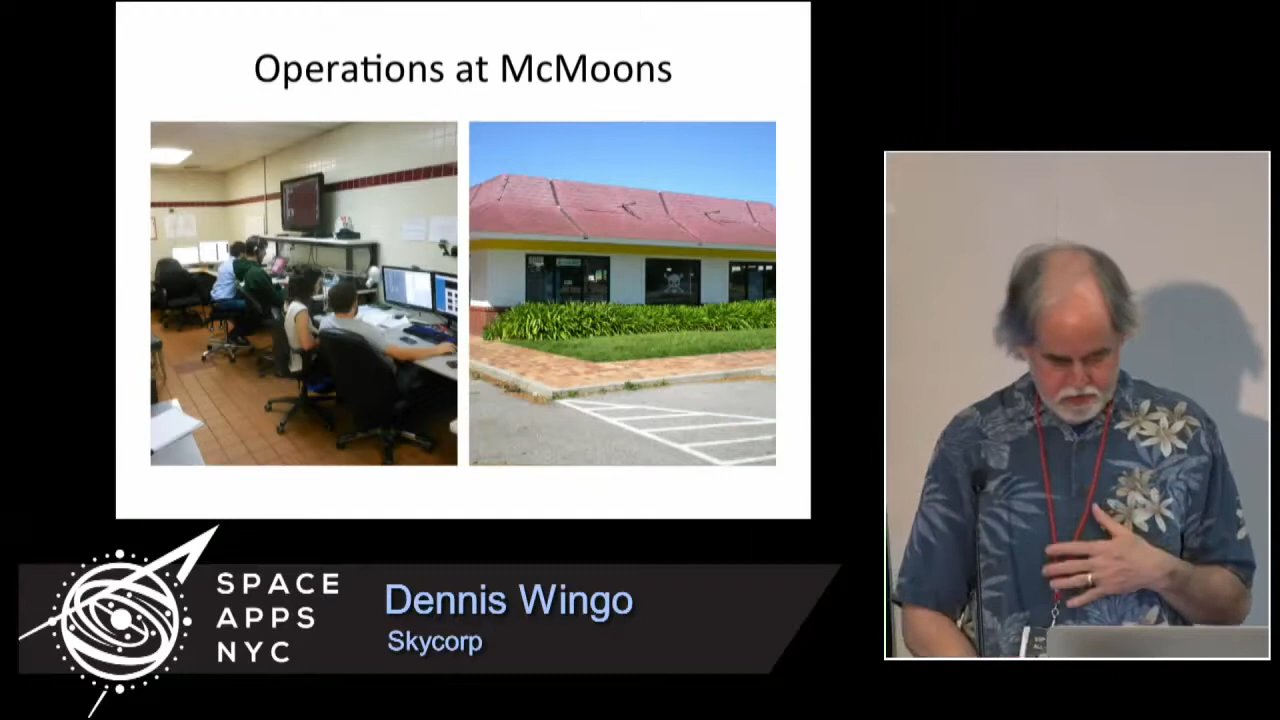 Operations at McMoons
SPACE
APPS
NYC
Dennis Wingo
Skycorp